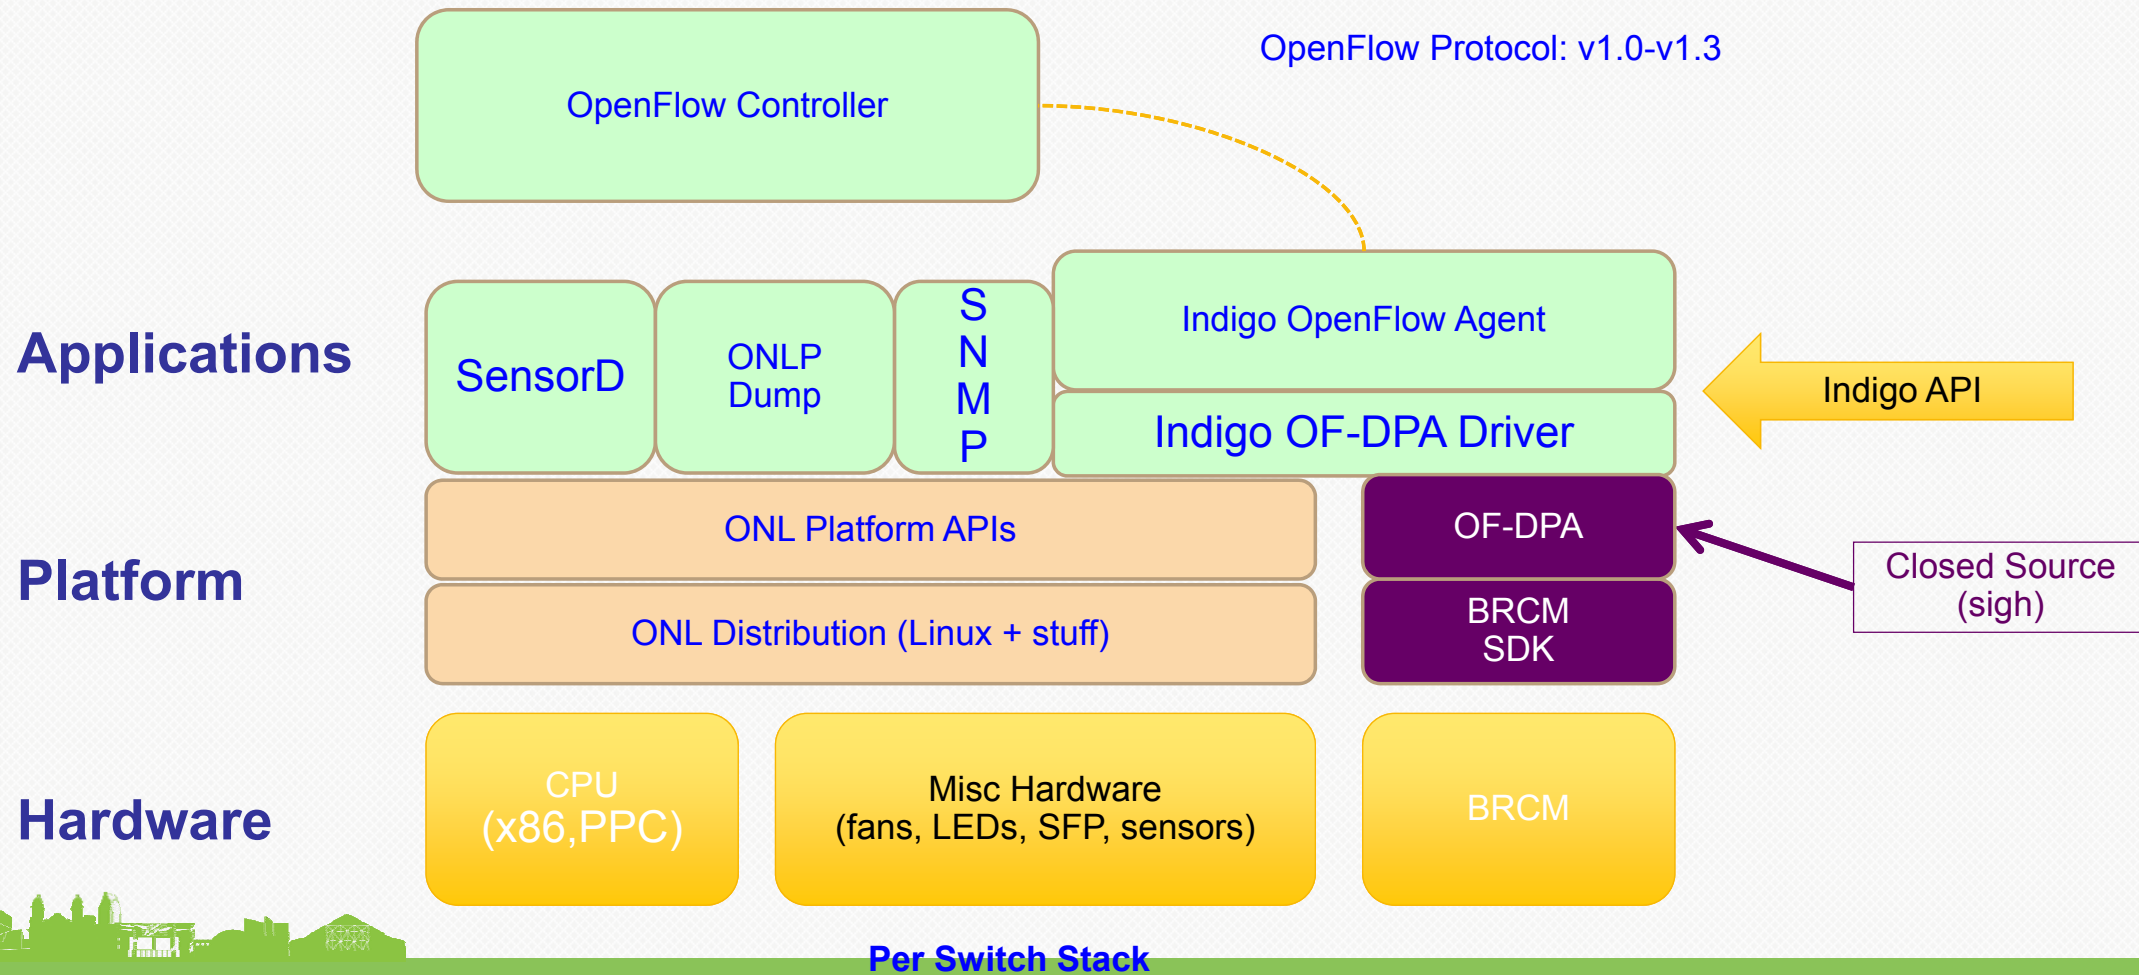 OpenFlow Protocol: v1.0-v1.3
OpenFlow Controller
Applications
SensorD
ONLP
Dump
S
N
M
P
Indigo OpenFlow Agent
Indigo OF-DPA Driver
Indigo API
Platform
ONL Platform APIs
OF-DPA
ONL Distribution (Linux + stuff)
BRCM
SDK
Closed Source
(sigh)
Hardware
CPU
(x86,PPC)
Misc Hardware
(fans, LEDs, SFP, sensors)
BRCM
Per Switch Stack